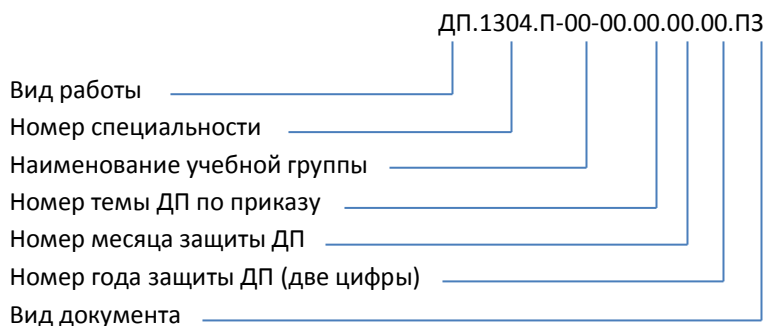 ДП.1304.П-00-00.00.00.00.ПЗ
Вид работы
Номер специальности
Наименование учебной группы
Номер темы ДП по приказу
Номер месяца защиты ДП
Номер года защиты ДП (две цифры)
Вид документа